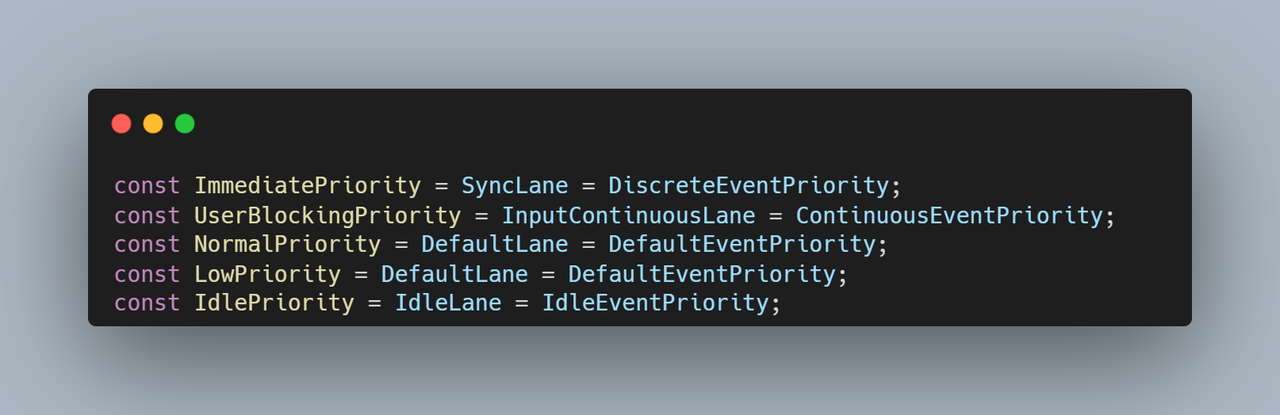 const ImmediatePriority = SyncLane = DiscreteEventPriority;
const UserBlockingPriority = InputContinuousLane = ContinuousEventPriority;
const NormalPriority = DefaultLane = DefaultEventPriority;
const LowPriority = DefaultLane = DefaultEventPriority;
const IdlePriority = IdleLane = IdleEventPriority;